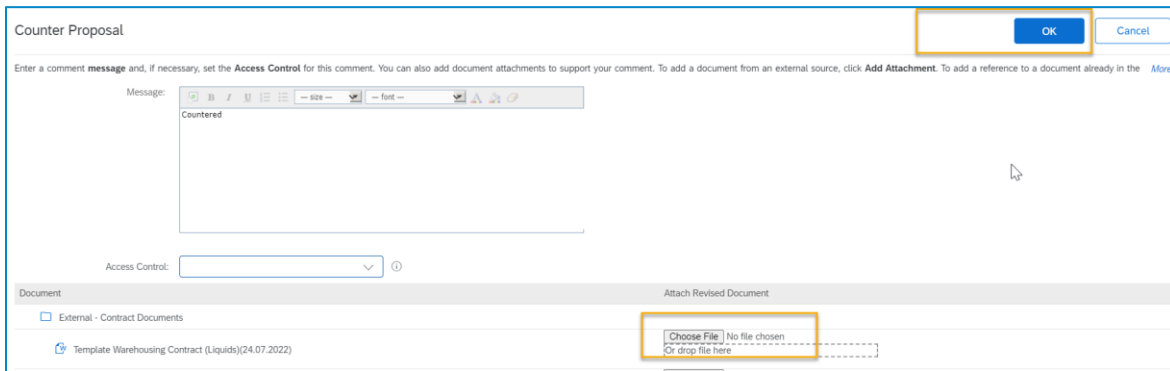 Counter Proposal
OK
Cancel
Enter a comment message and, if necessary, set the Access Control for this comment. You can also add document attachments to support your comment. To add a document from an external source, click Add Attachment. To add a reference to a document already in the More
Message:
B I U — size — — font —
Countered
Access Control:
Document Attach Revised Document
External - Contract Documents
Choose File No file chosen
Template Warehousing Contract (Liquids)(24.07.2022) Or drop file here